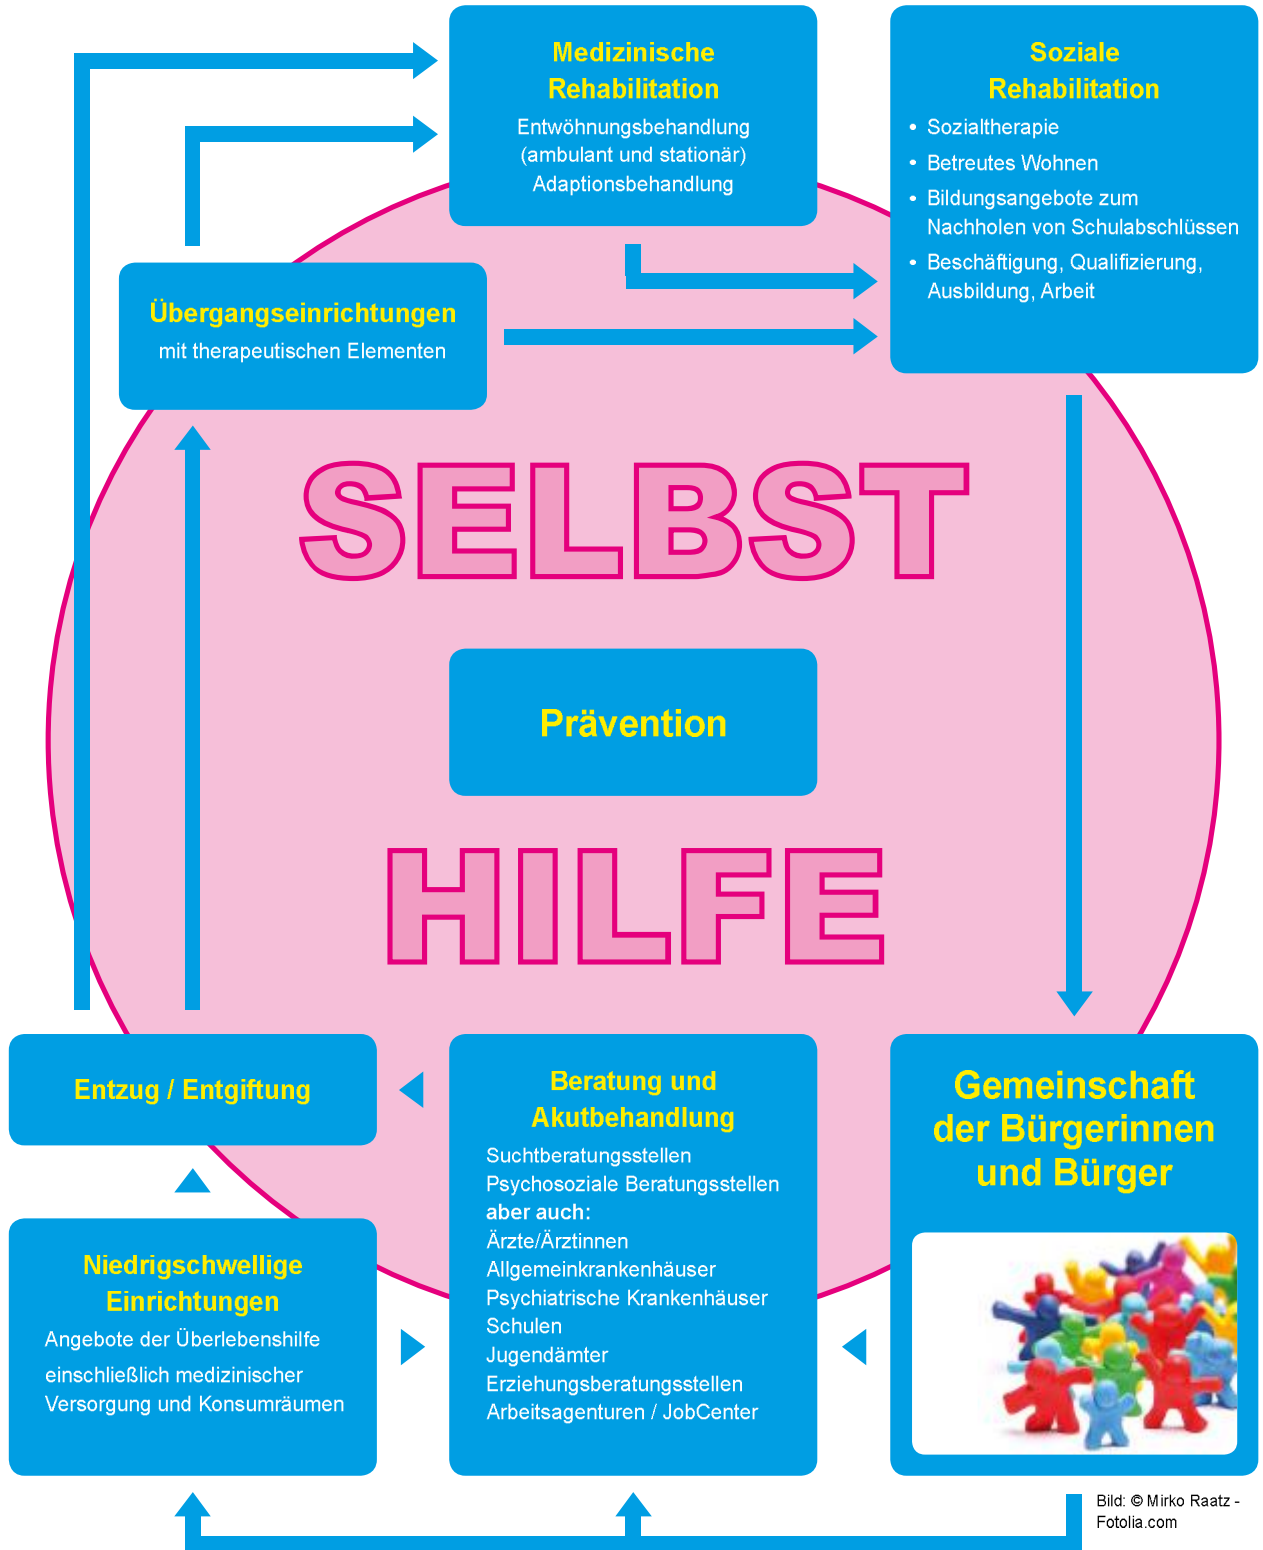 Medizinische
Rehabilitation
Entwöhnungsbehandlung
(ambulant und stationär)
Adaptionsbehandlung
Soziale
Rehabilitation
• Sozialtherapie
• Betreutes Wohnen
• Bildungsangebote zum
Nachholen von Schulabschlüssen
• Beschäftigung, Qualifizierung,
Ausbildung, Arbeit
Übergangseinrichtungen
mit therapeutischen Elementen
SELBST
Prävention
HILFE
Entzug / Entgiftung
Beratung und
Akutbehandlung
Suchtberatungsstellen
Psychosoziale Beratungsstellen
aber auch:
Ärzte/Ärztinnen
Allgemeinkrankenhäuser
Psychiatrische Krankenhäuser
Schulen
Jugendämter
Erziehungsberatungsstellen
Arbeitsagenturen / JobCenter
Gemeinschaft
der Bürgerinnen
und Bürger
Niedrigschwellige
Einrichtungen
Angebote der Überlebenshilfe
einschließlich medizinischer
Versorgung und Konsumräumen
Bild: © Mirko Raatz -
Fotolia.com